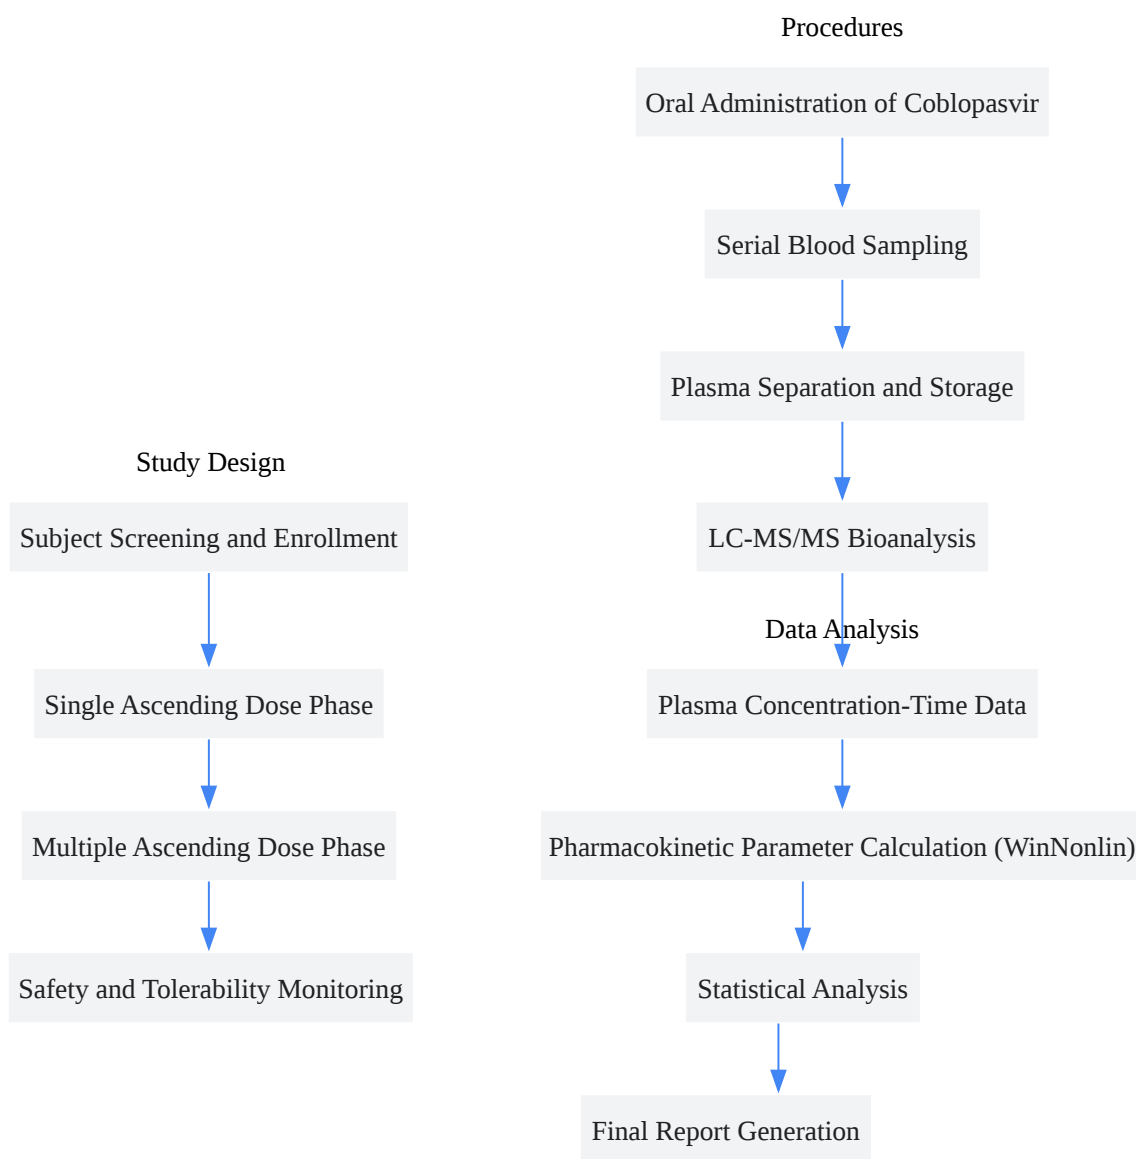 Procedures
Oral Administration of Coblopasvir
Serial Blood Sampling
Plasma Separation and Storage
LC-MS/MS Bioanalysis
Study Design
Subject Screening and Enrollment
Single Ascending Dose Phase
Multiple Ascending Dose Phase
Safety and Tolerability Monitoring
Data Analysis
Plasma Concentration-Time Data
Pharmacokinetic Parameter Calculation (WinNonlin)
Statistical Analysis
Final Report Generation